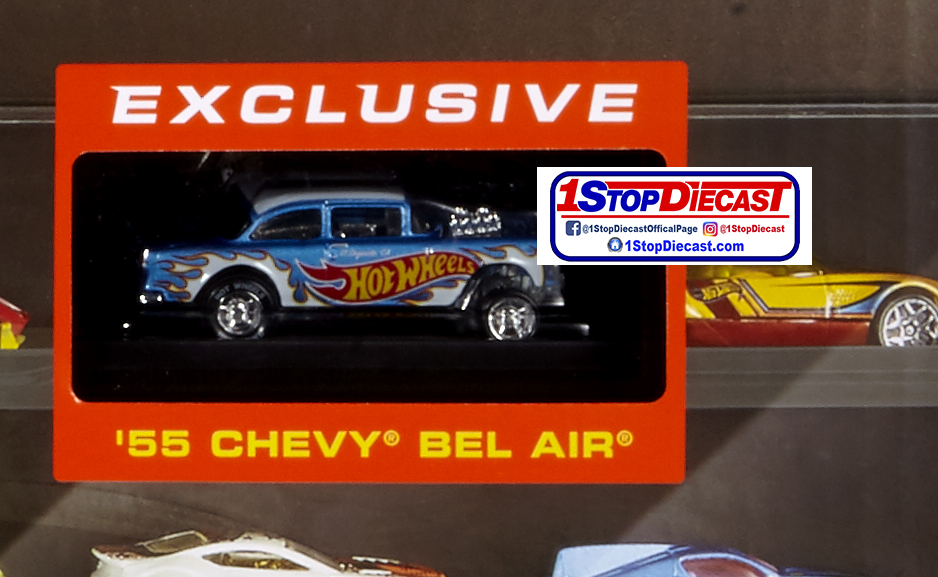 EXCLUSIVE
1STOPDIECAST
@1StopDiecastOfficalPage @1StopDiecast
1StopDiecast.com
HOT WHEELS
'55 CHEVY® BEL AIR®